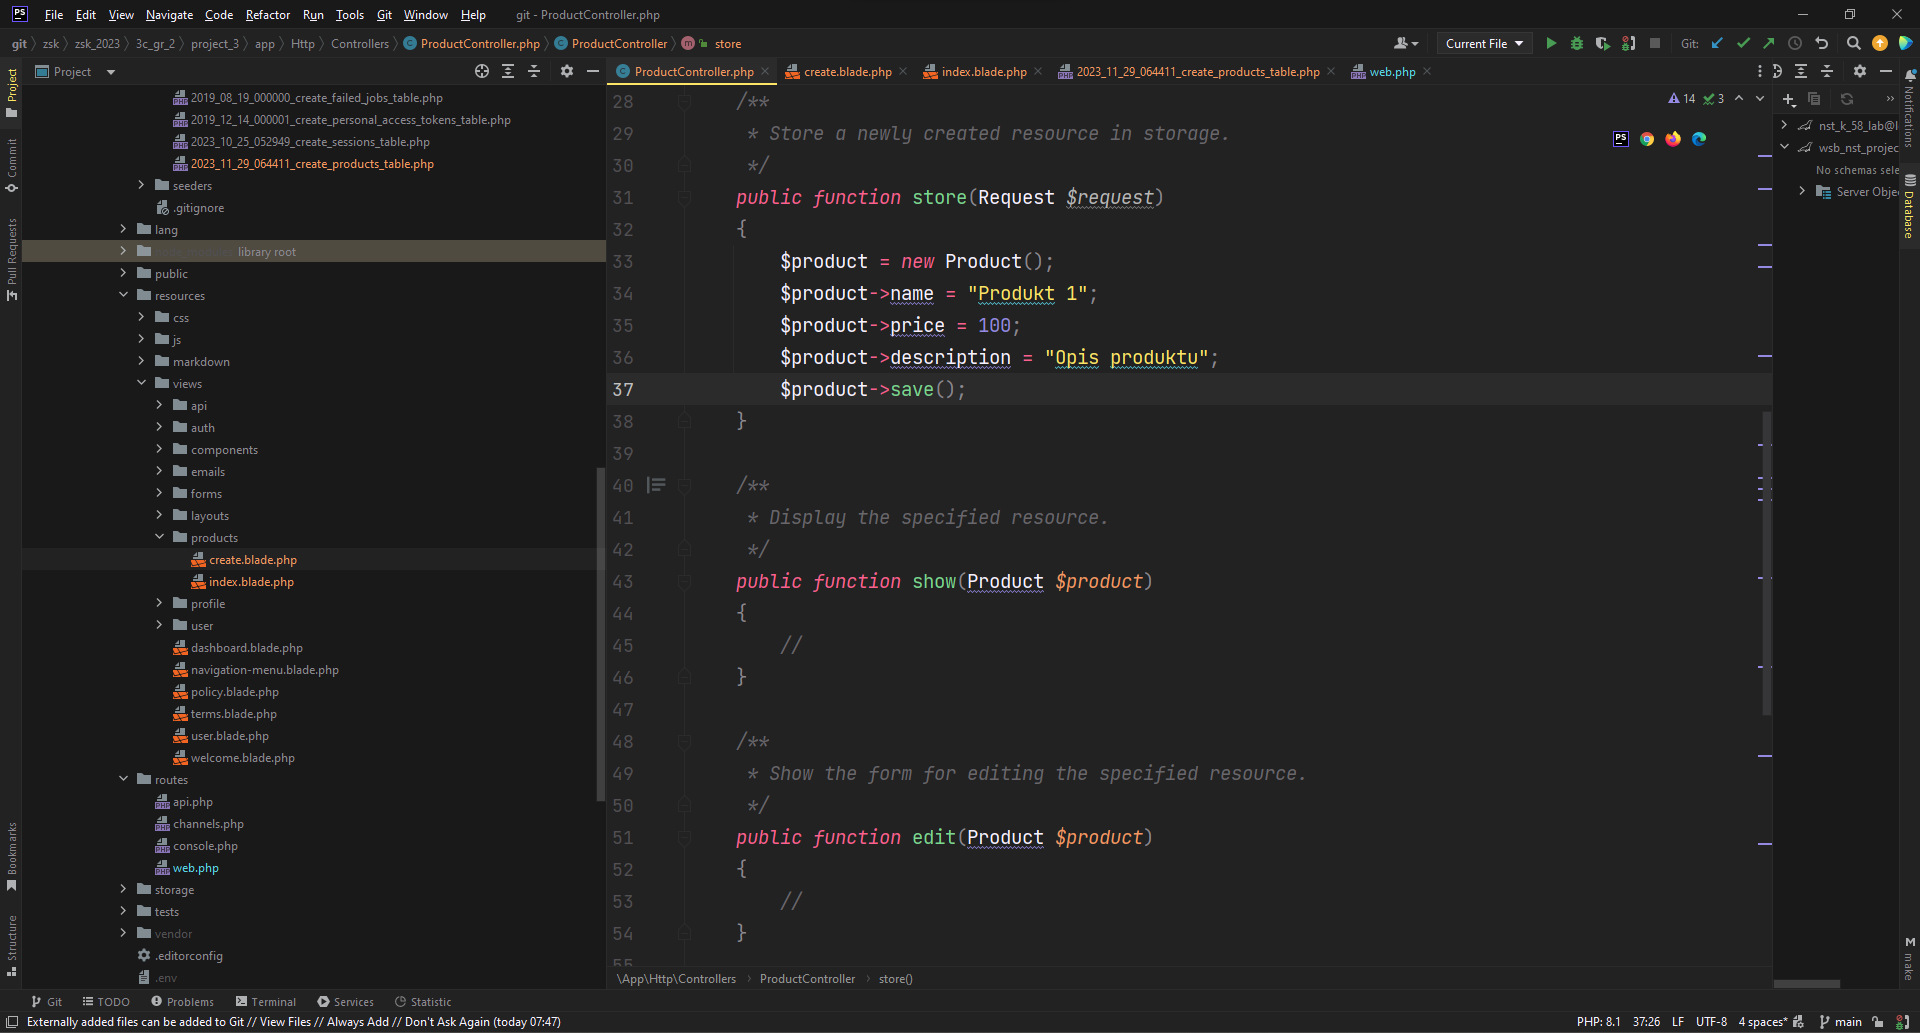 PS File Edit View Navigate Code Refactor Run Tools Git Window Help git - ProductController.php
git zsk zsk_2023 3c_gr_2 project_3 app Http Controllers ProductController.php ProductController store Current File Git:
Project
ProductController.php create.blade.php index.blade.php 2023_11_29_064411_create_products_table.php web.php
Project
Commit
Pull Requests
Bookmarks
Structure
2019_08_19_000000_create_failed_jobs_table.php
2019_12_14_000001_create_personal_access_tokens_table.php
2023_10_25_052949_create_sessions_table.php
2023_11_29_064411_create_products_table.php
seeders
.gitignore
lang
library root
public
resources
css
js
markdown
views
api
auth
components
emails
forms
layouts
products
create.blade.php
index.blade.php
profile
user
dashboard.blade.php
navigation-menu.blade.php
policy.blade.php
terms.blade.php
user.blade.php
welcome.blade.php
routes
api.php
channels.php
console.php
web.php
storage
tests
vendor
.editorconfig
.env
14 3
28 /**
29 * Store a newly created resource in storage.
30 */
31 public function store(Request $request)
32 {
33 $product = new Product();
34 $product->name = "Produkt 1";
35 $product->price = 100;
36 $product->description = "Opis produktu";
37 $product->save();
38 }
39
40 /**
41 * Display the specified resource.
42 */
43 public function show(Product $product)
44 {
45 //
46 }
47
48 /**
49 * Show the form for editing the specified resource.
50 */
51 public function edit(Product $product)
52 {
53 //
54 }
55
\App\Http\Controllers ProductController store()
nst_k_58_lab@l
wsb_nst_projec
No schemas sele
Server Obje
Notifications
Database
M make
Git TODO Problems Terminal Services Statistic
Externally added files can be added to Git // View Files // Always Add // Don't Ask Again (today 07:47) PHP: 8.1 37:26 LF UTF-8 4 spaces* main